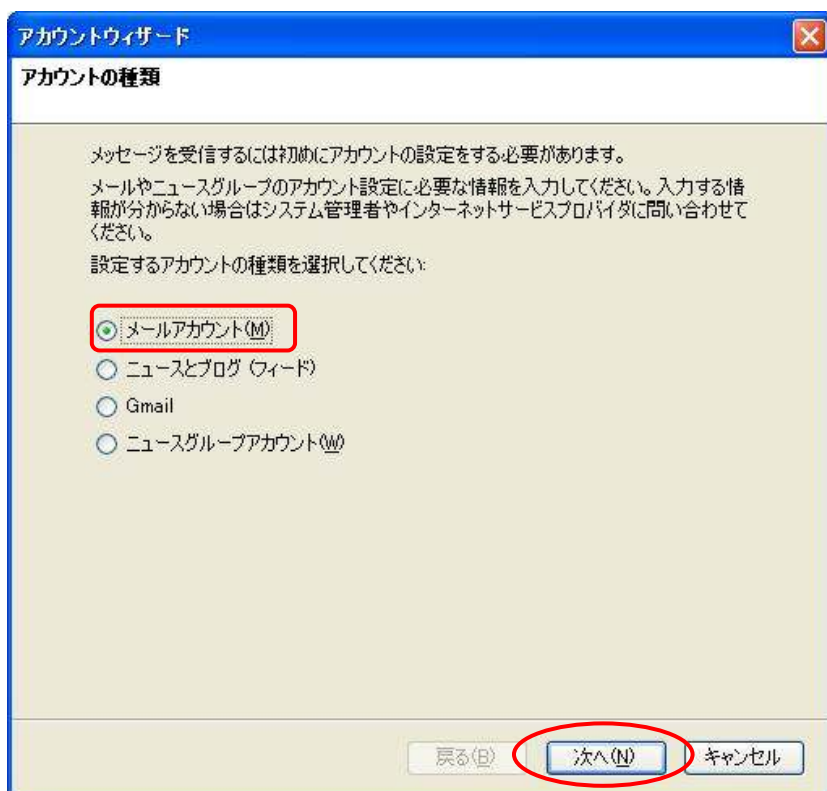 アカウントウィザード
アカウントの種類
メッセージを受信するには初めにアカウントの設定をする必要があります。
メールやニュースグループのアカウント設定に必要な情報を入力してください。入力する情
報が分からない場合はシステム管理者やインターネットサービスプロバイダに問い合わせて
ください。
設定するアカウントの種類を選択してください:
メールアカウント(M)
ニュースとブログ (フィード)
Gmail
ニュースグループアカウント(W)
戻る(B) 次へ(N) キャンセル